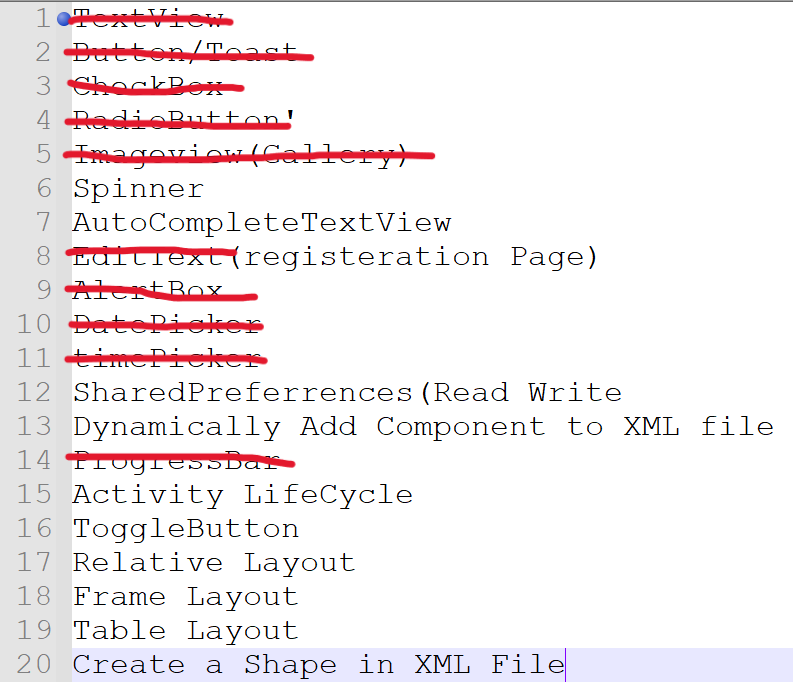 1 TextView
2 Button/Toast
3 CheckBox
4 RadioButton'
5 Imageview(Gallery)
6 Spinner
7 AutoCompleteTextView
8 EditText(registeration Page)
9 AlertBox
10 DatePicker
11 timePicker
12 SharedPreferrences(Read Write
13 Dynamically Add Component to XML file
14 ProgressBar
15 Activity LifeCycle
16 ToggleButton
17 Relative Layout
18 Frame Layout
19 Table Layout
20 Create a Shape in XML File